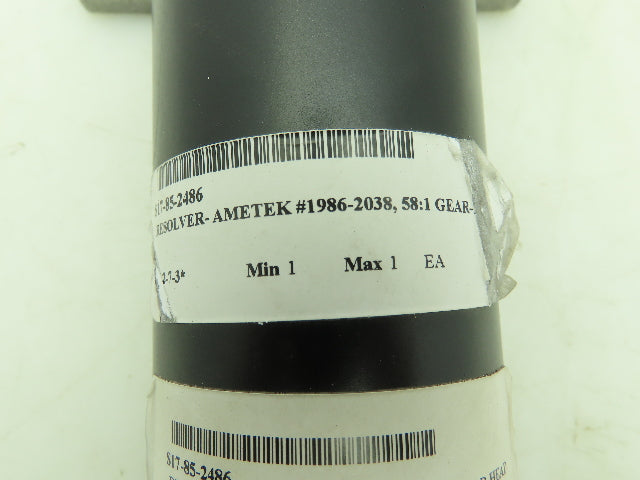 S17-85-2486
RESOLVER- AMETEK #1986-2038, 58:1 GEAR-
2-7-3* Min 1 Max 1 EA
S17-85-2486